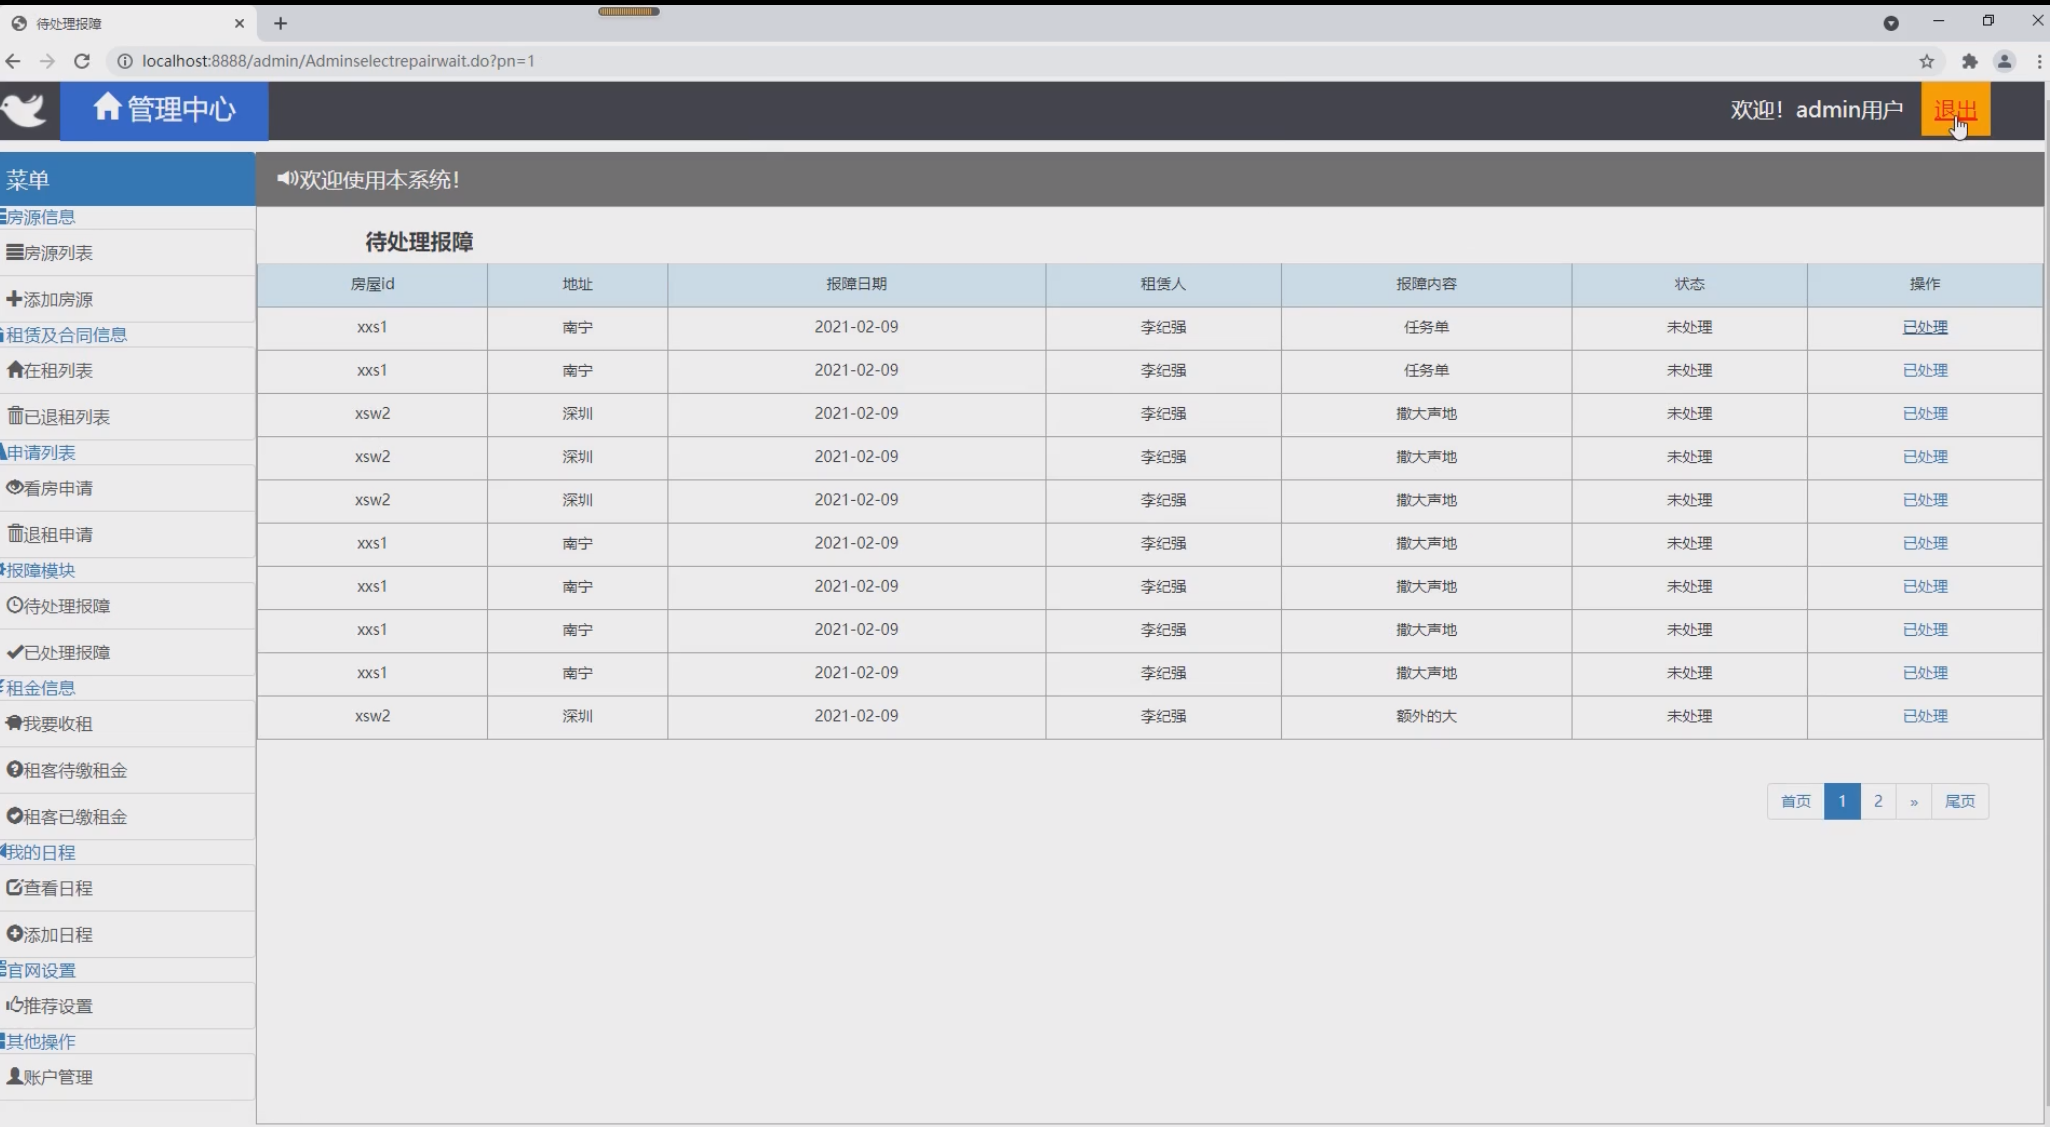 待处理报障
localhost:8888/admin/Adminselectrepairwait.do?pn=1
管理中心
欢迎！admin用户 退出
菜单
欢迎使用本系统！
房源信息
房源列表
添加房源
租赁及合同信息
在租列表
已退租列表
申请列表
看房申请
退租申请
报障模块
待处理报障
已处理报障
租金信息
我要收租
租客待缴租金
租客已缴租金
我的日程
查看日程
添加日程
官网设置
推荐设置
其他操作
账户管理
待处理报障
房屋id 地址 报障日期 租赁人 报障内容 状态 操作
xxs1 南宁 2021-02-09 李纪强 任务单 未处理 已处理
xxs1 南宁 2021-02-09 李纪强 任务单 未处理 已处理
xsw2 深圳 2021-02-09 李纪强 撒大声地 未处理 已处理
xsw2 深圳 2021-02-09 李纪强 撒大声地 未处理 已处理
xsw2 深圳 2021-02-09 李纪强 撒大声地 未处理 已处理
xxs1 南宁 2021-02-09 李纪强 撒大声地 未处理 已处理
xxs1 南宁 2021-02-09 李纪强 撒大声地 未处理 已处理
xxs1 南宁 2021-02-09 李纪强 撒大声地 未处理 已处理
xxs1 南宁 2021-02-09 李纪强 撒大声地 未处理 已处理
xsw2 深圳 2021-02-09 李纪强 额外的大 未处理 已处理
首页 1 2 » 尾页